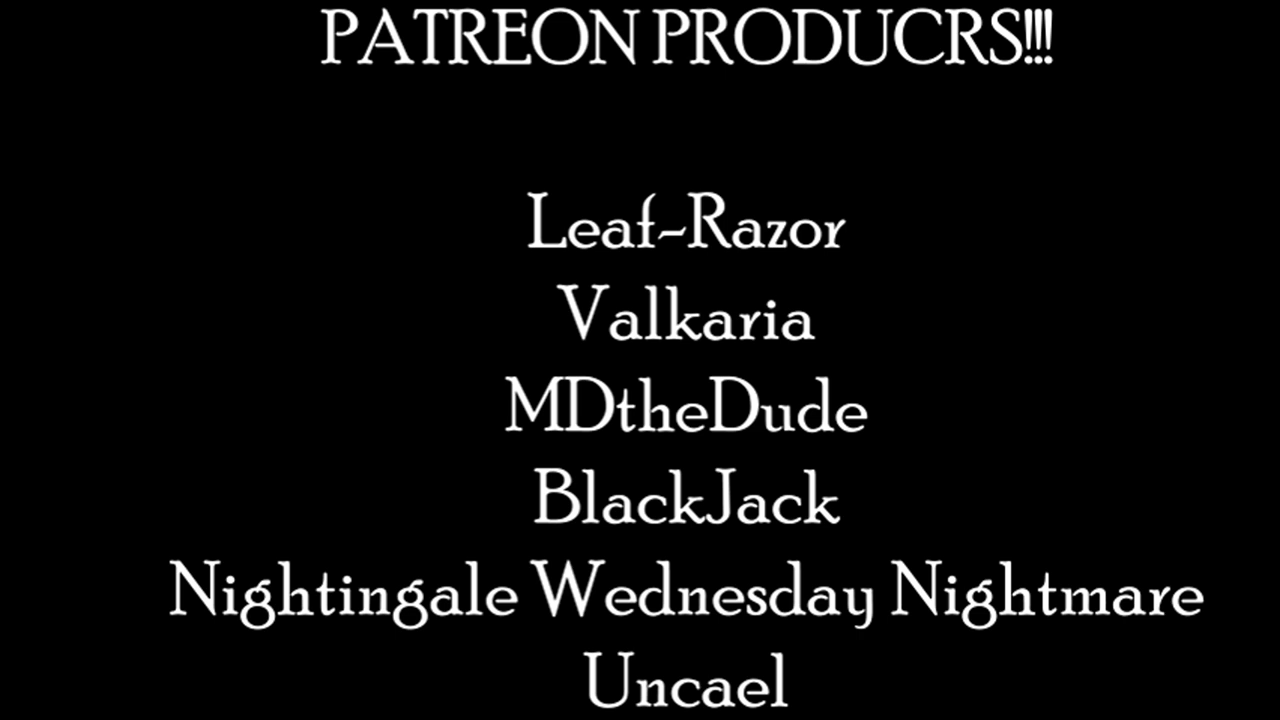 PATREON PRODUCRS!!!
Leaf-Razor
Valkaria
MDtheDude
BlackJack
Nightingale Wednesday Nightmare
Uncael